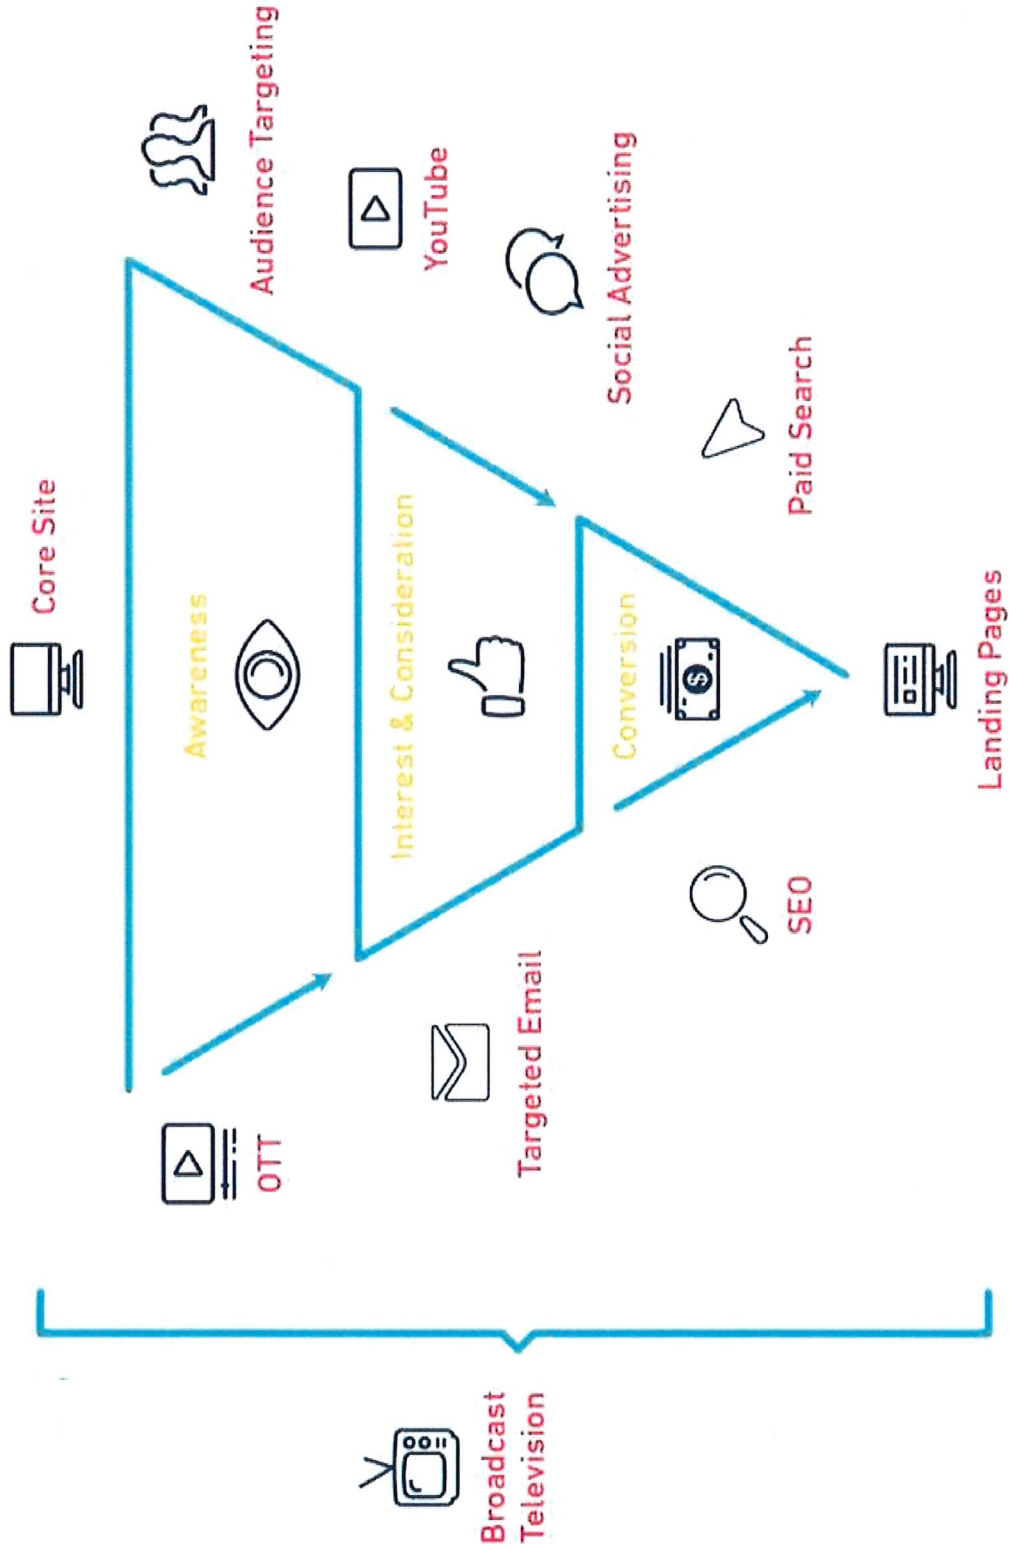 Core Site
Awareness
Audience Targeting
OTT
YouTube
Interest & Consideration
Broadcast
Television
Targeted Email
Social Advertising
Conversion
SEO
Paid Search
Landing Pages